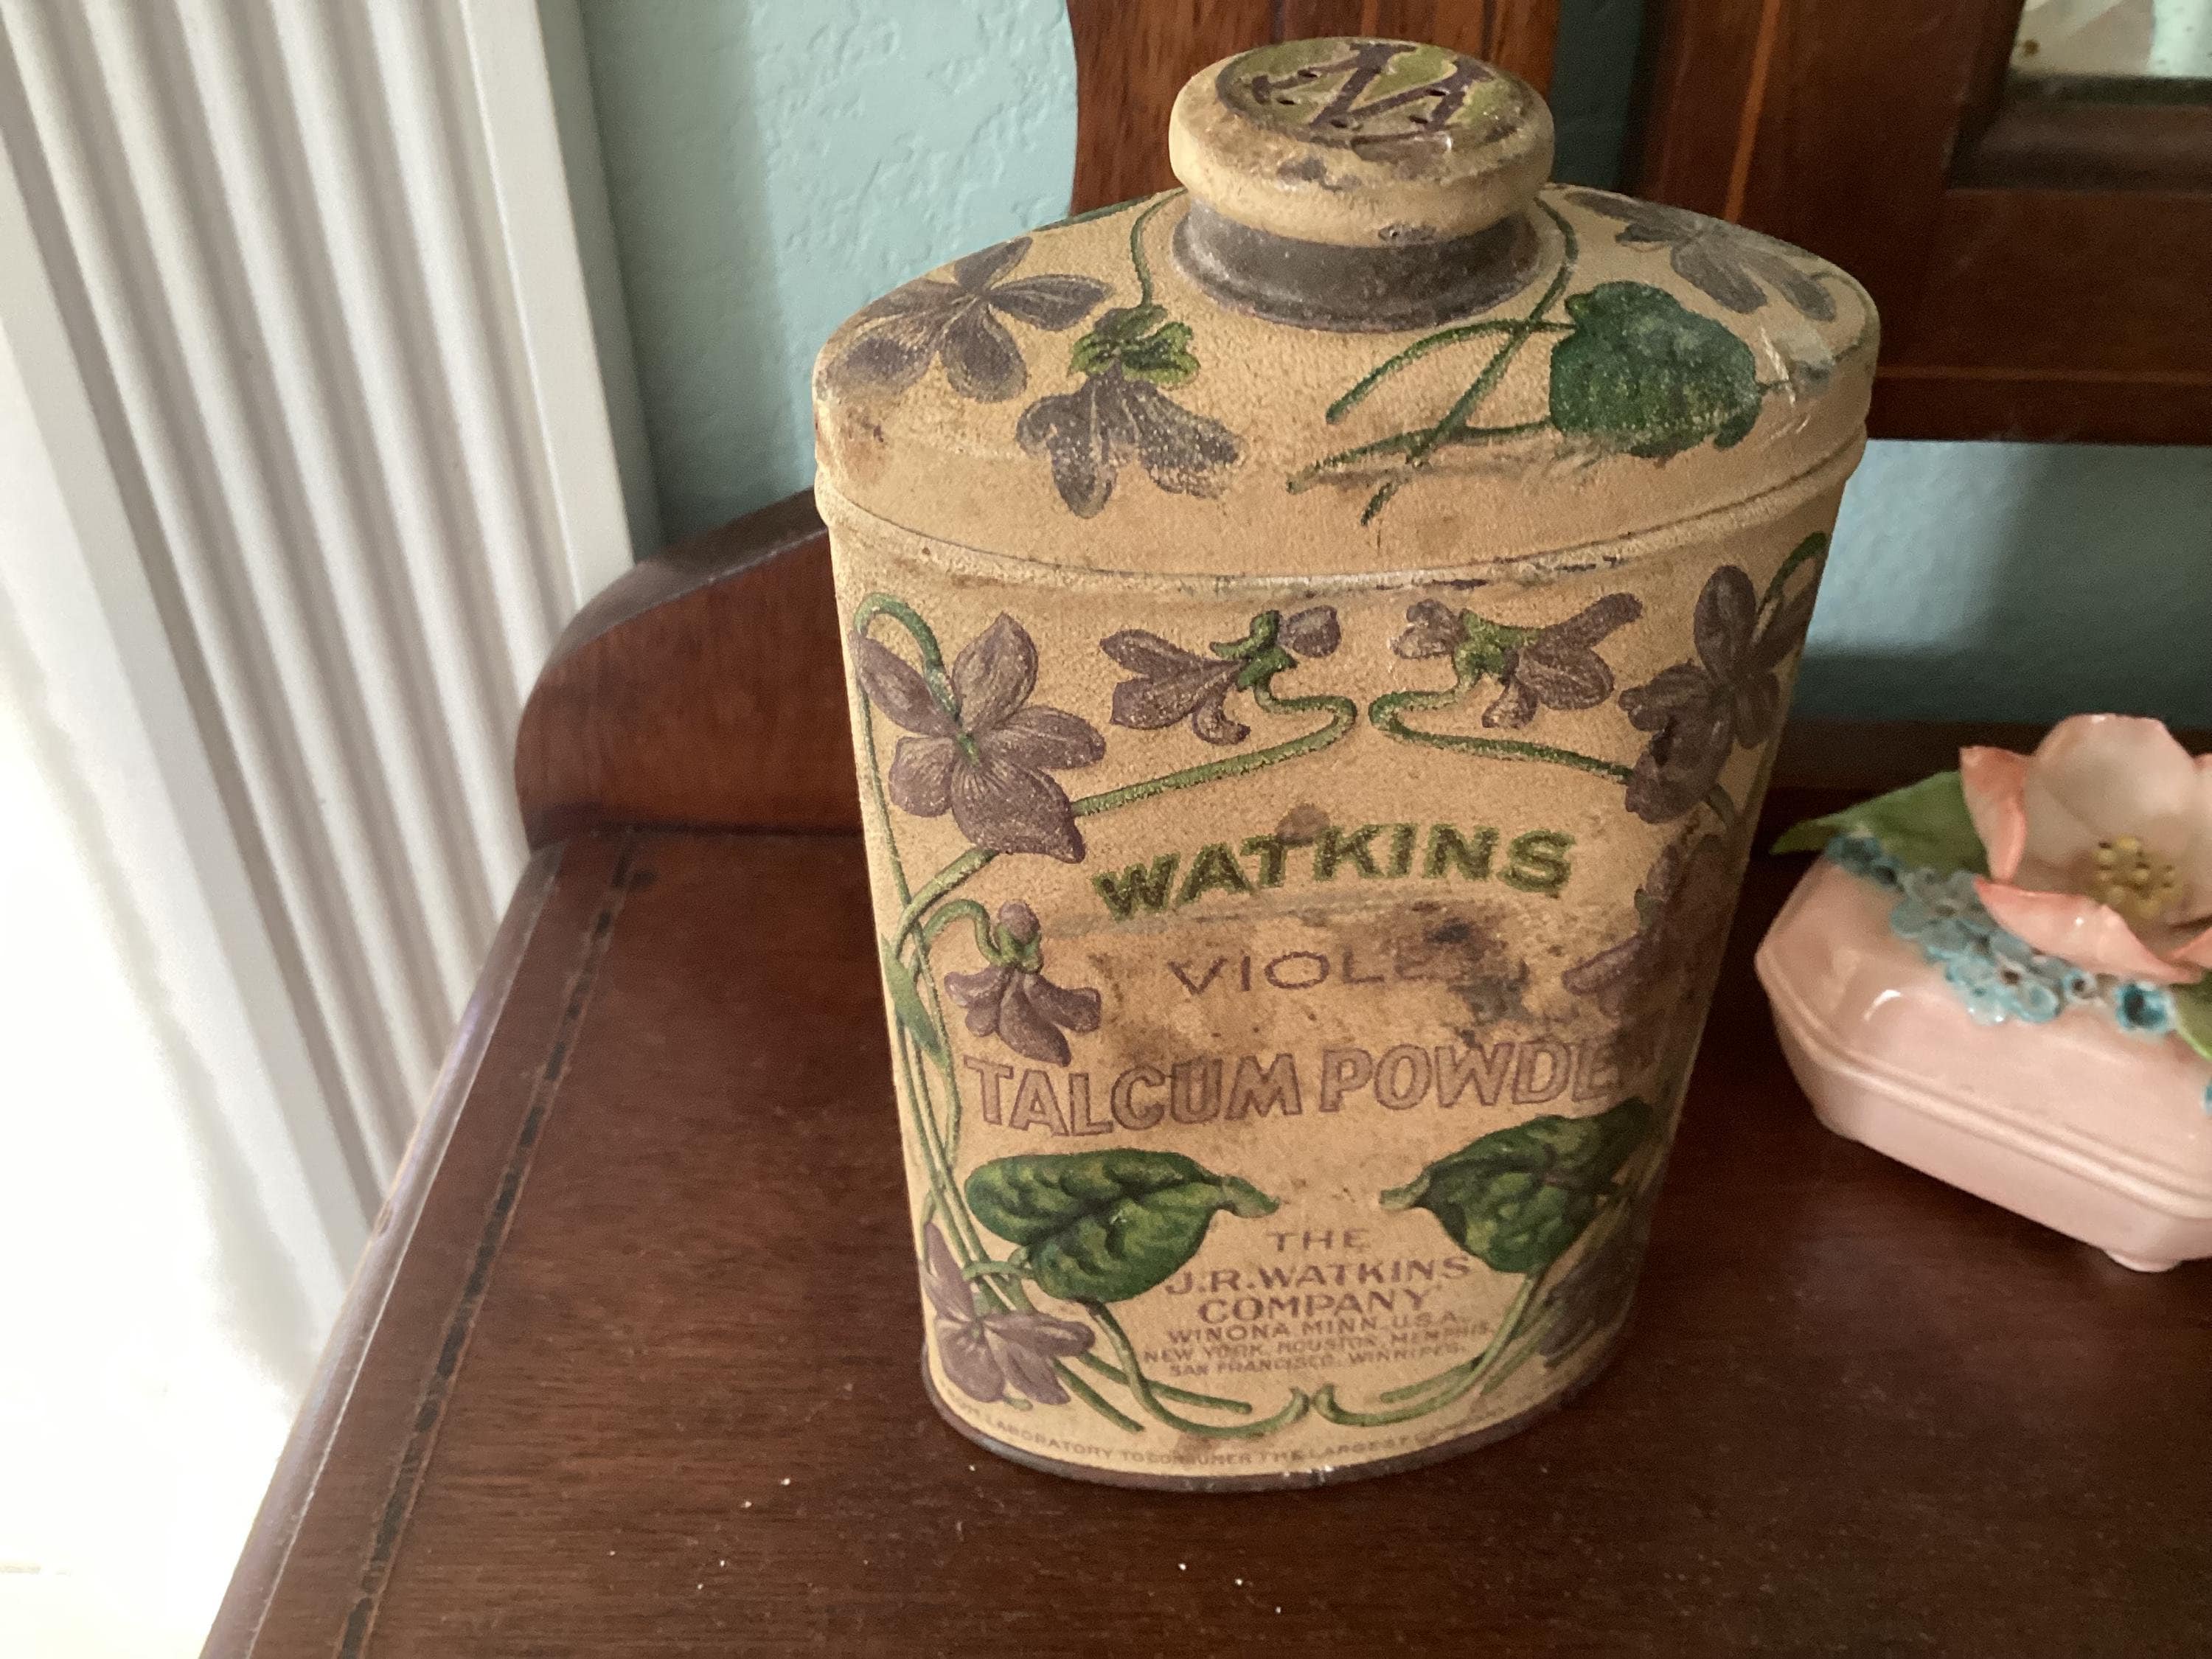 WATKINS
VIOLE
TALCUM POWDE
THE
J.R.WATKINS
COMPANY
WINONA MINN. U.S.A.
NEW YORK, HOUSTON, MEMPHIS,
SAN FRANCISCO, WINNIPEG.
LABORATORY TO CONSUMER THE LARGEST